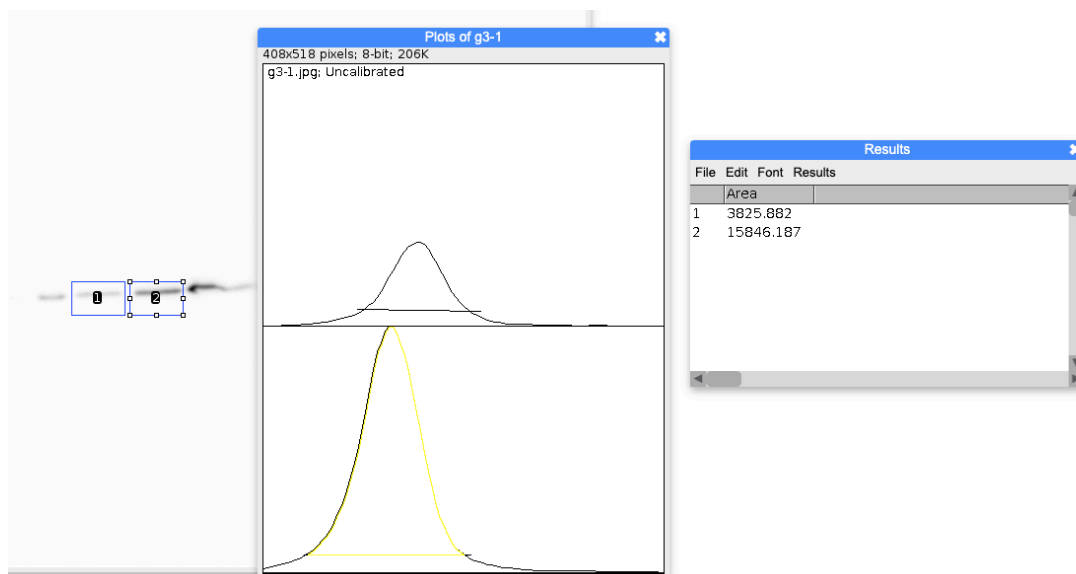 Plots of g3-1
408x518 pixels; 8-bit; 206K
g3-1.jpg; Uncalibrated
1
2
Results
File Edit Font Results
Area
1 3825.882
2 15846.187